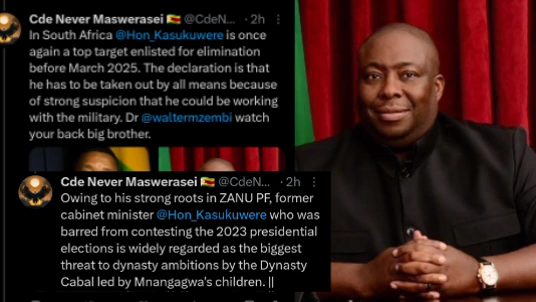 Cde Never Maswerasei 🇿🇼 @CdeN... · 2h
In South Africa @Hon_Kasukuwere is once
again a top target enlisted for elimination
before March 2025. The declaration is that
he has to be taken out by all means because
of strong suspicion that he could be working
with the military. Dr @waltermzembi watch
your back big brother.
Cde Never Maswerasei 🇿🇼 @CdeN... · 2h
Owing to his strong roots in ZANU PF, former
cabinet minister @Hon_Kasukuwere who was
barred from contesting the 2023 presidential
elections is widely regarded as the biggest
threat to dynasty ambitions by the Dynasty
Cabal led by Mnangagwa's children. ||